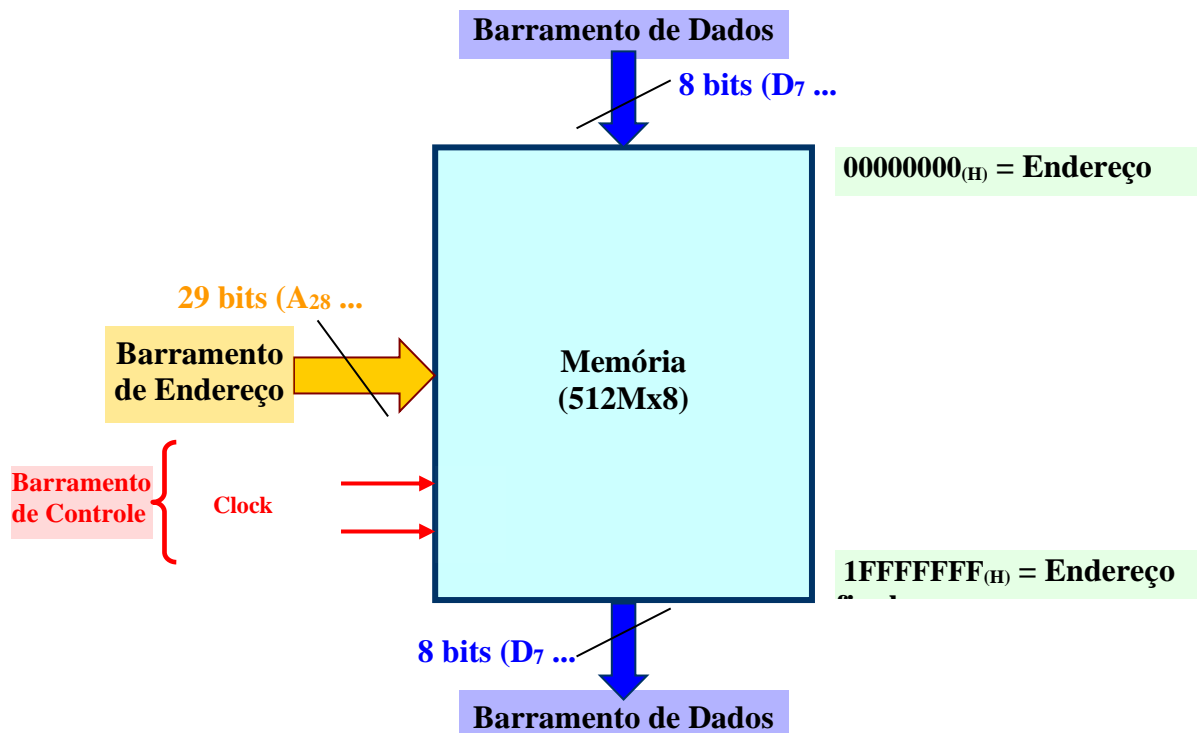 Barramento de Dados
8 bits (D7 ...
00000000(H) = Endereço
29 bits (A28 ...
Barramento
de Endereço
Memória
(512Mx8)
Barramento
de Controle
Clock
1FFFFFFF(H) = Endereço
8 bits (D7 ...
Barramento de Dados